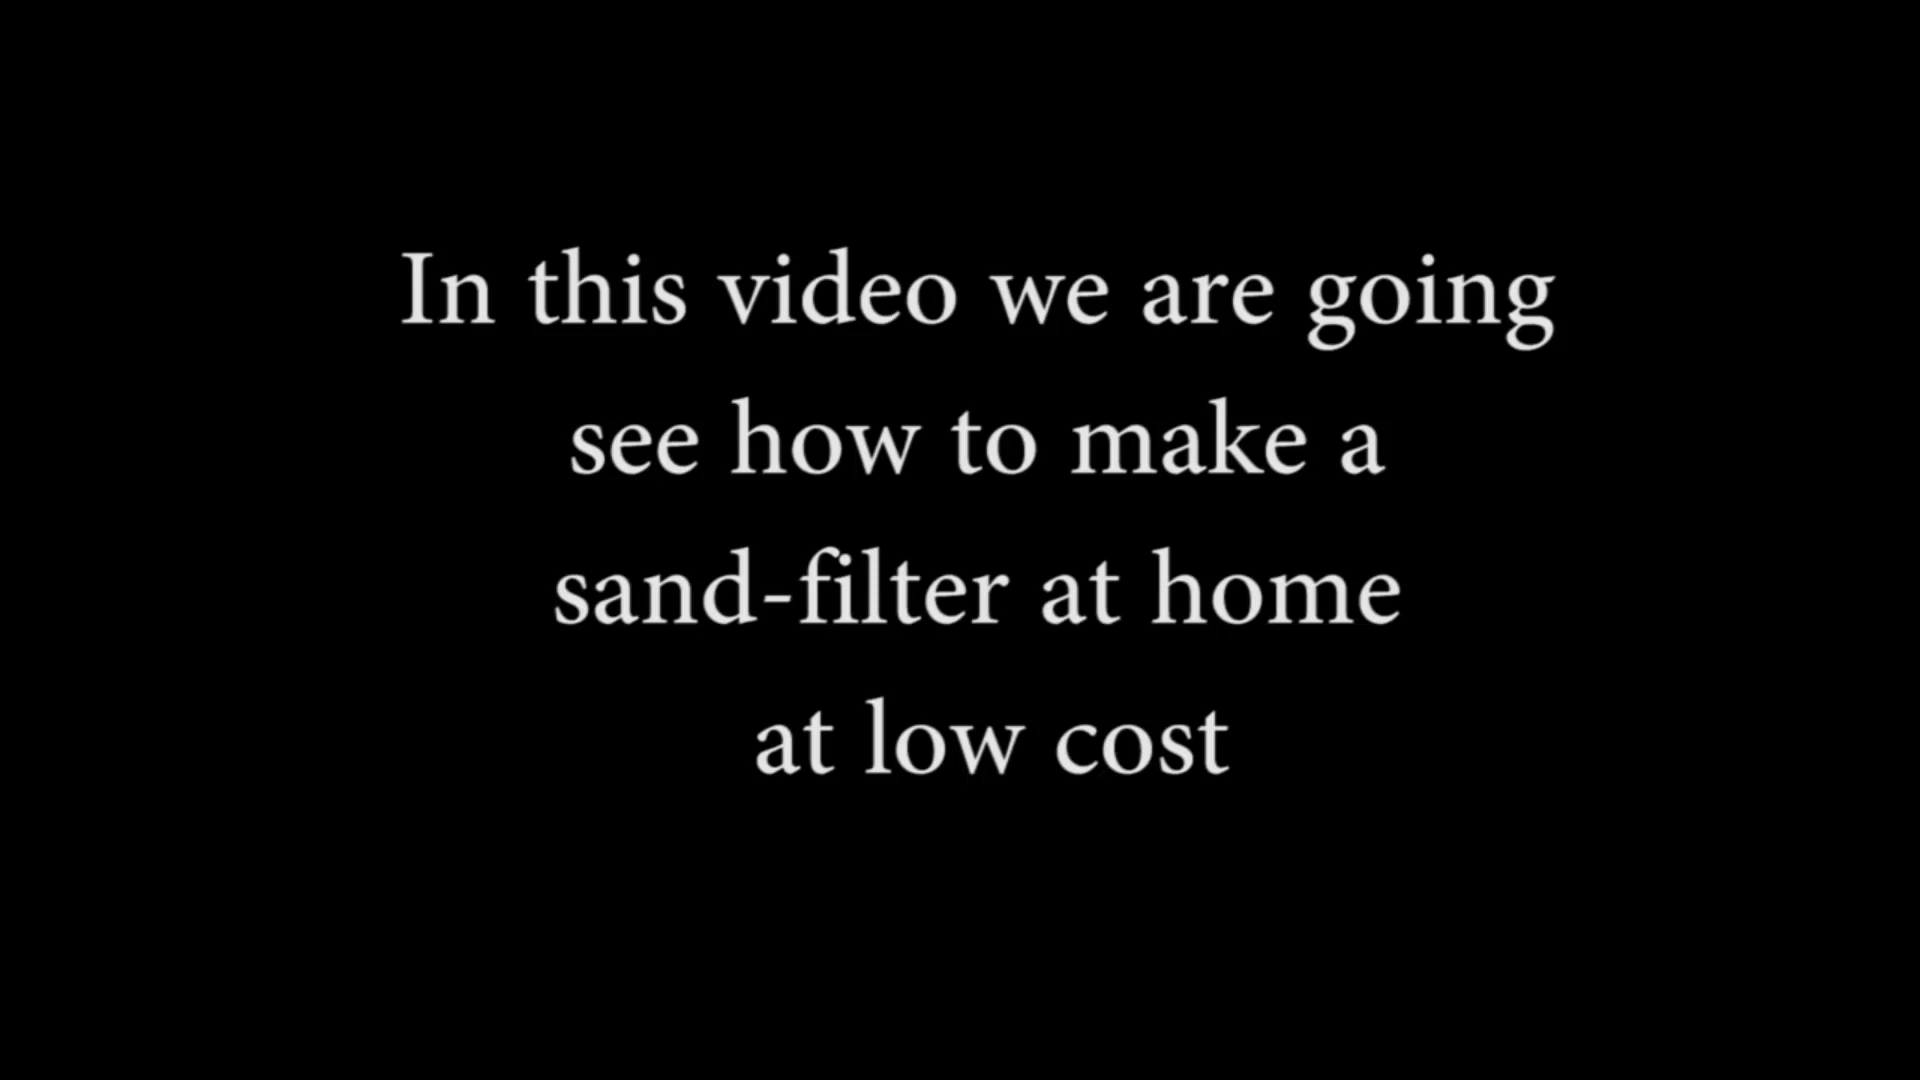 In this video we are going
see how to make a
sand-filter at home
at low cost